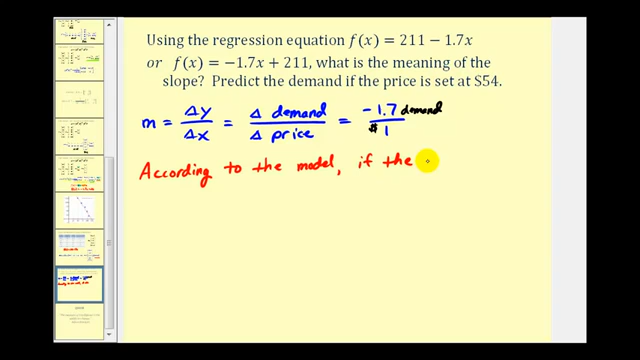 Using the regression equation f(x) = 211 − 1.7x
or f(x) = −1.7x + 211, what is the meaning of the
slope? Predict the demand if the price is set at $54.
m = Δy / Δx = Δ demand / Δ price = −1.7 demand / $ 1
According to the model, if the